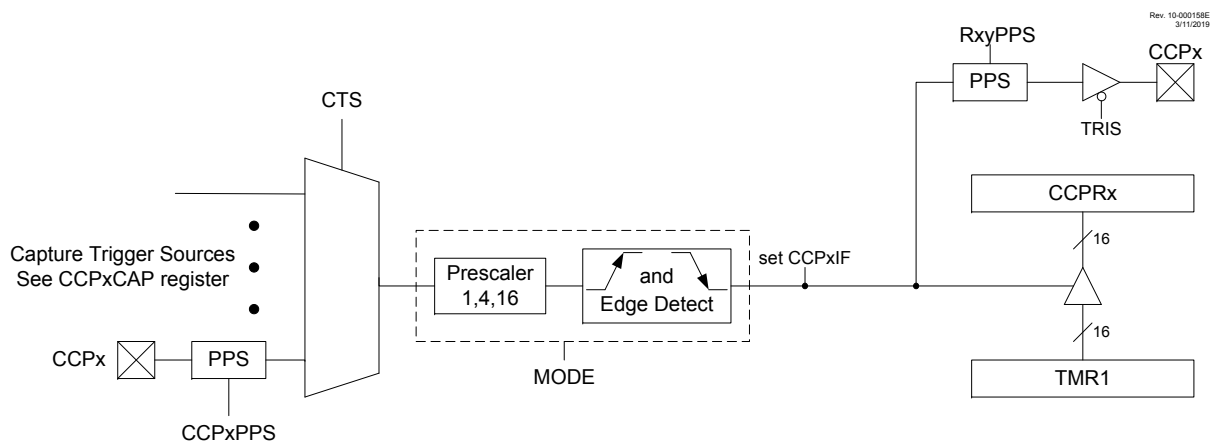 Rev. 10-000158E
3/11/2019
RxyPPS
CCPx
PPS
TRIS
CTS
CCPRx
16
Capture Trigger Sources
See CCPxCAP register
Prescaler
1,4,16
and
Edge Detect
set CCPxIF
16
CCPx
PPS
MODE
TMR1
CCPxPPS